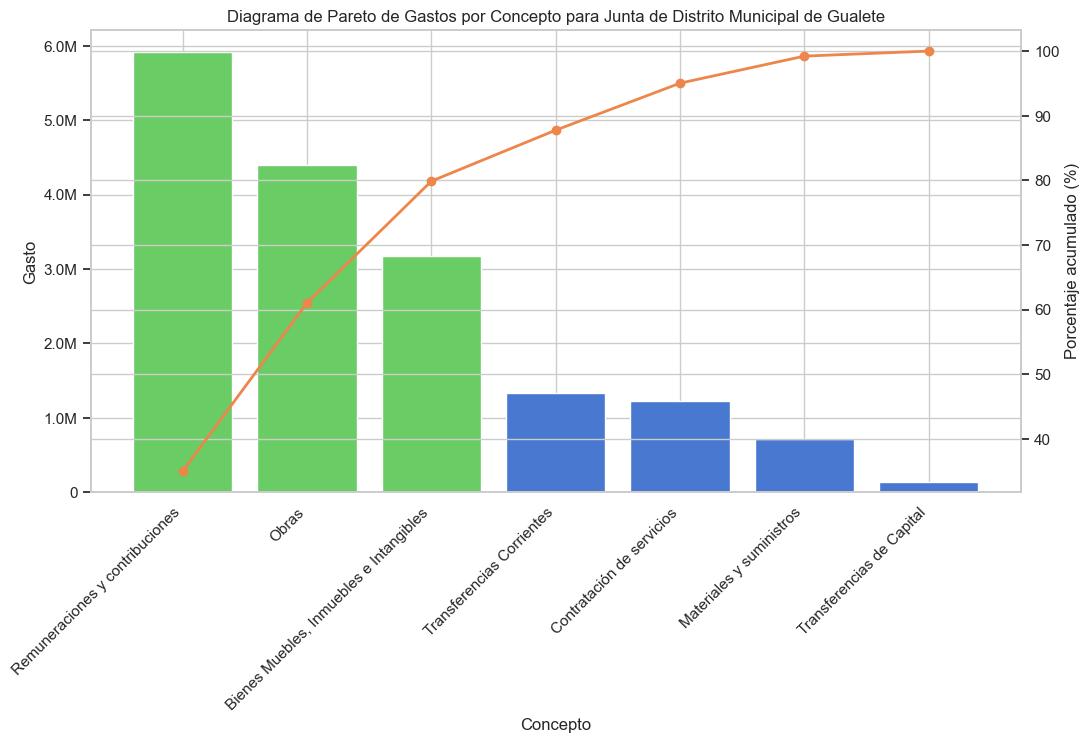 Diagrama de Pareto de Gastos por Concepto para Junta de Distrito Municipal de Gualete
6.0M
5.0M
4.0M
3.0M
2.0M
1.0M
0
Gasto
100
90
80
70
60
50
40
Porcentaje acumulado (%)
Remuneraciones y contribuciones
Obras
Bienes Muebles, Inmuebles e Intangibles
Transferencias Corrientes
Contratación de servicios
Materiales y suministros
Transferencias de Capital
Concepto